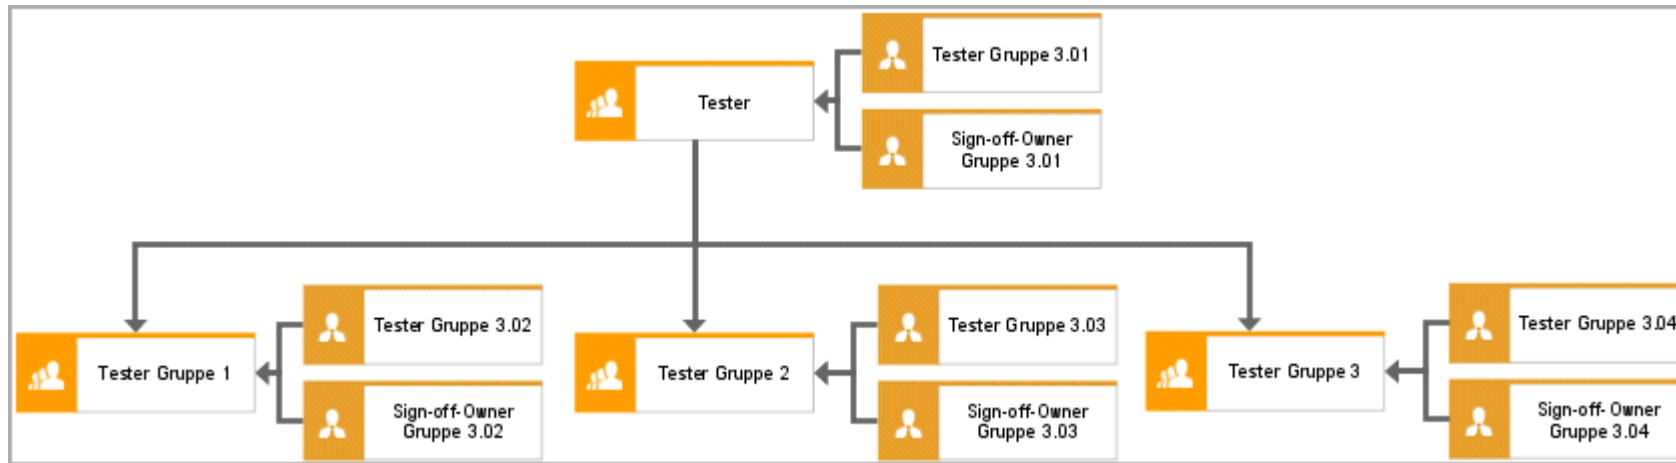 Tester Gruppe 3.01
Tester
Sign-off-Owner
Gruppe 3.01
Tester Gruppe 3.02
Tester Gruppe 3.03
Tester Gruppe 3.04
Tester Gruppe 1
Tester Gruppe 2
Tester Gruppe 3
Sign-off-Owner
Gruppe 3.02
Sign-off-Owner
Gruppe 3.03
Sign-off-Owner
Gruppe 3.04